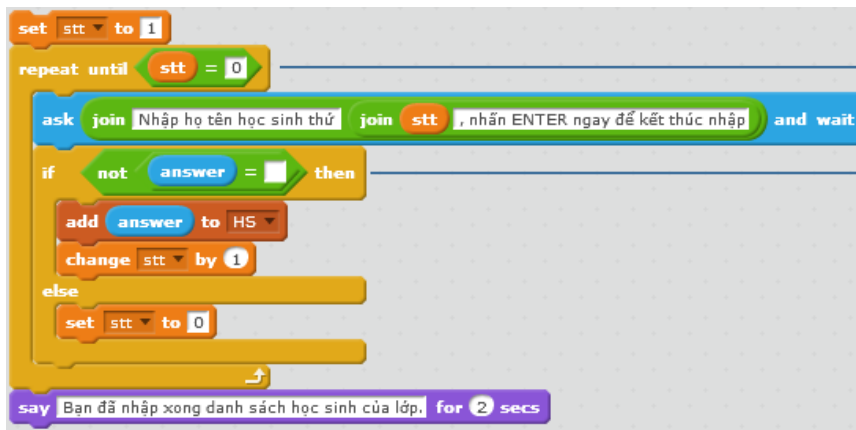 set stt to 1
repeat until stt = 0
ask join Nhập họ tên học sinh thứ join stt , nhấn ENTER ngay để kết thúc nhập and wait
if not answer = then
add answer to HS
change stt by 1
else
set stt to 0
say Bạn đã nhập xong danh sách học sinh của lớp. for 2 secs